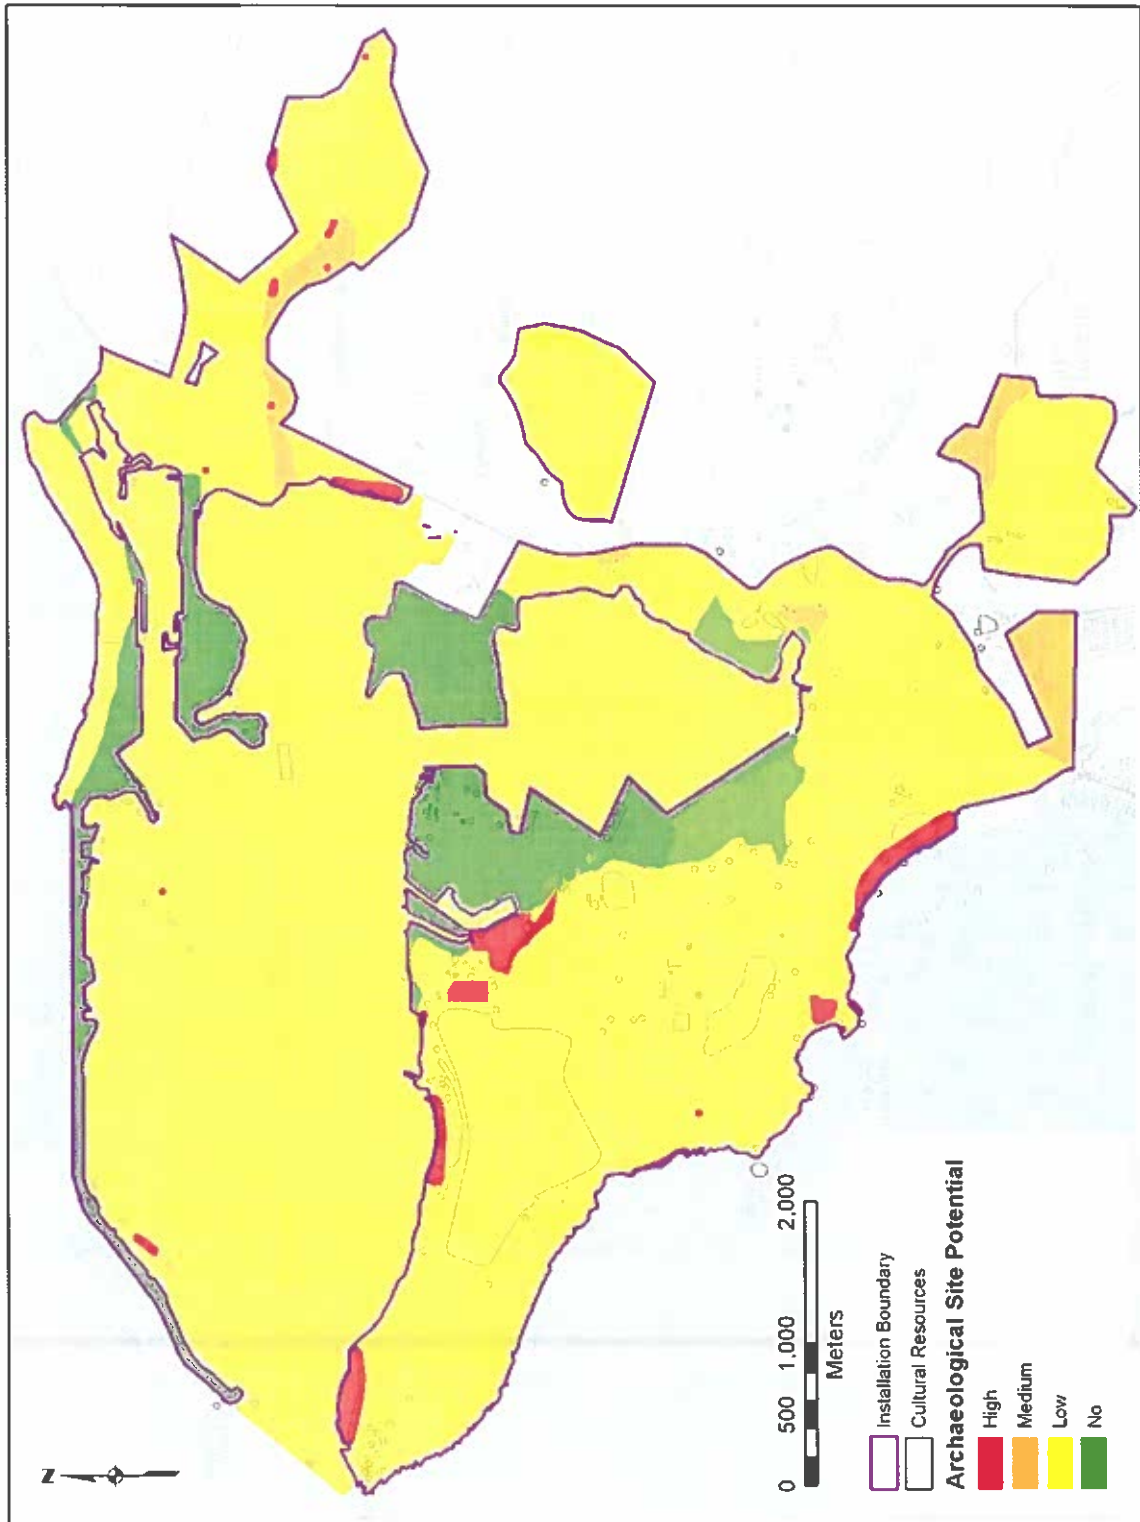 N
0 500 1.000 2.000
Meters
Installation Boundary
Cultural Resources
Archaeological Site Potential
High
Medium
Low
No